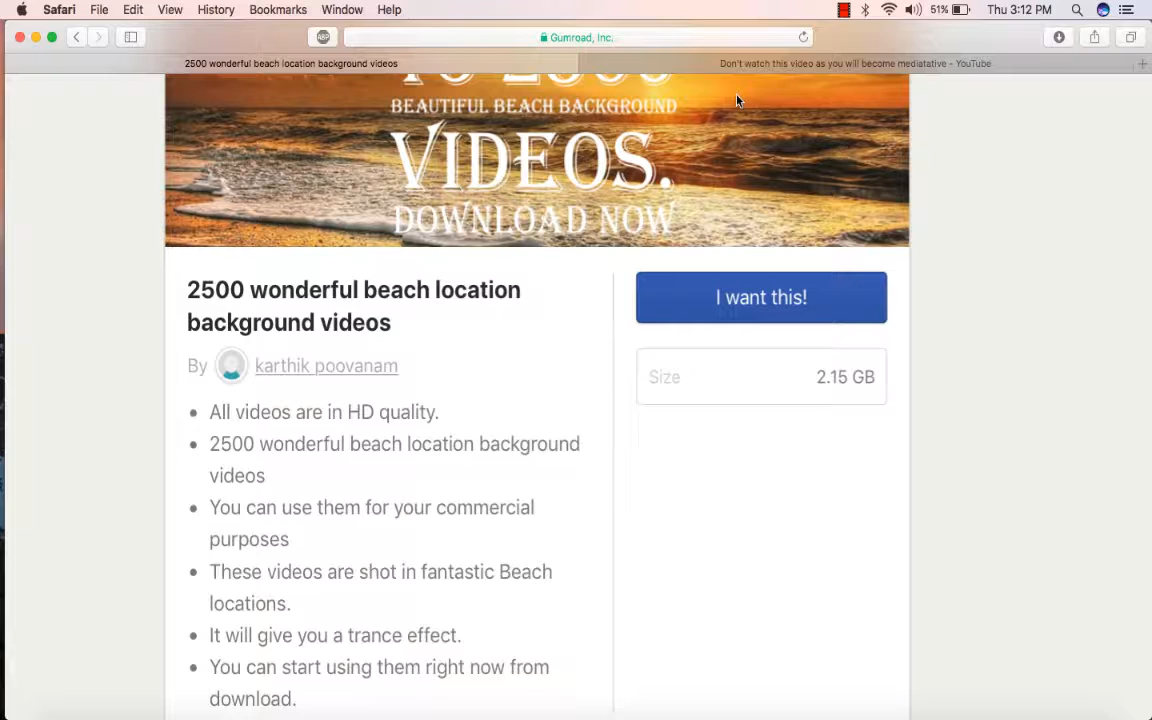 Safari File Edit View History Bookmarks Window Help 51% Thu 3:12 PM
ABP Gumroad, Inc.
2500 wonderful beach location background videos Don't watch this video as you will become mediatative - YouTube
TO 2500
BEAUTIFUL BEACH BACKGROUND
VIDEOS.
DOWNLOAD NOW
2500 wonderful beach location
background videos
By karthik poovanam
• All videos are in HD quality.
• 2500 wonderful beach location background
videos
• You can use them for your commercial
purposes
• These videos are shot in fantastic Beach
locations.
• It will give you a trance effect.
• You can start using them right now from
download.
I want this!
Size 2.15 GB